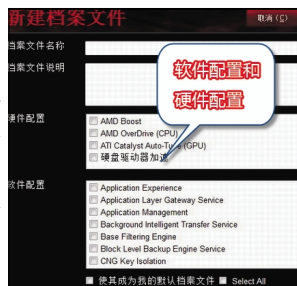 新建档案文件
取消 (C)
档案文件名称
档案文件说明
软件配置和
硬件配置
硬件配置
AMD Boost
AMD OverDrive (CPU)
ATI Catalyst Auto-Tune (GPU)
硬盘驱动器加速
软件配置
Application Experience
Application Layer Gateway Service
Application Management
Background Intelligent Transfer Service
Base Filtering Engine
Block Level Backup Engine Service
CNG Key Isolation
使其成为我的默认档案文件
Select All